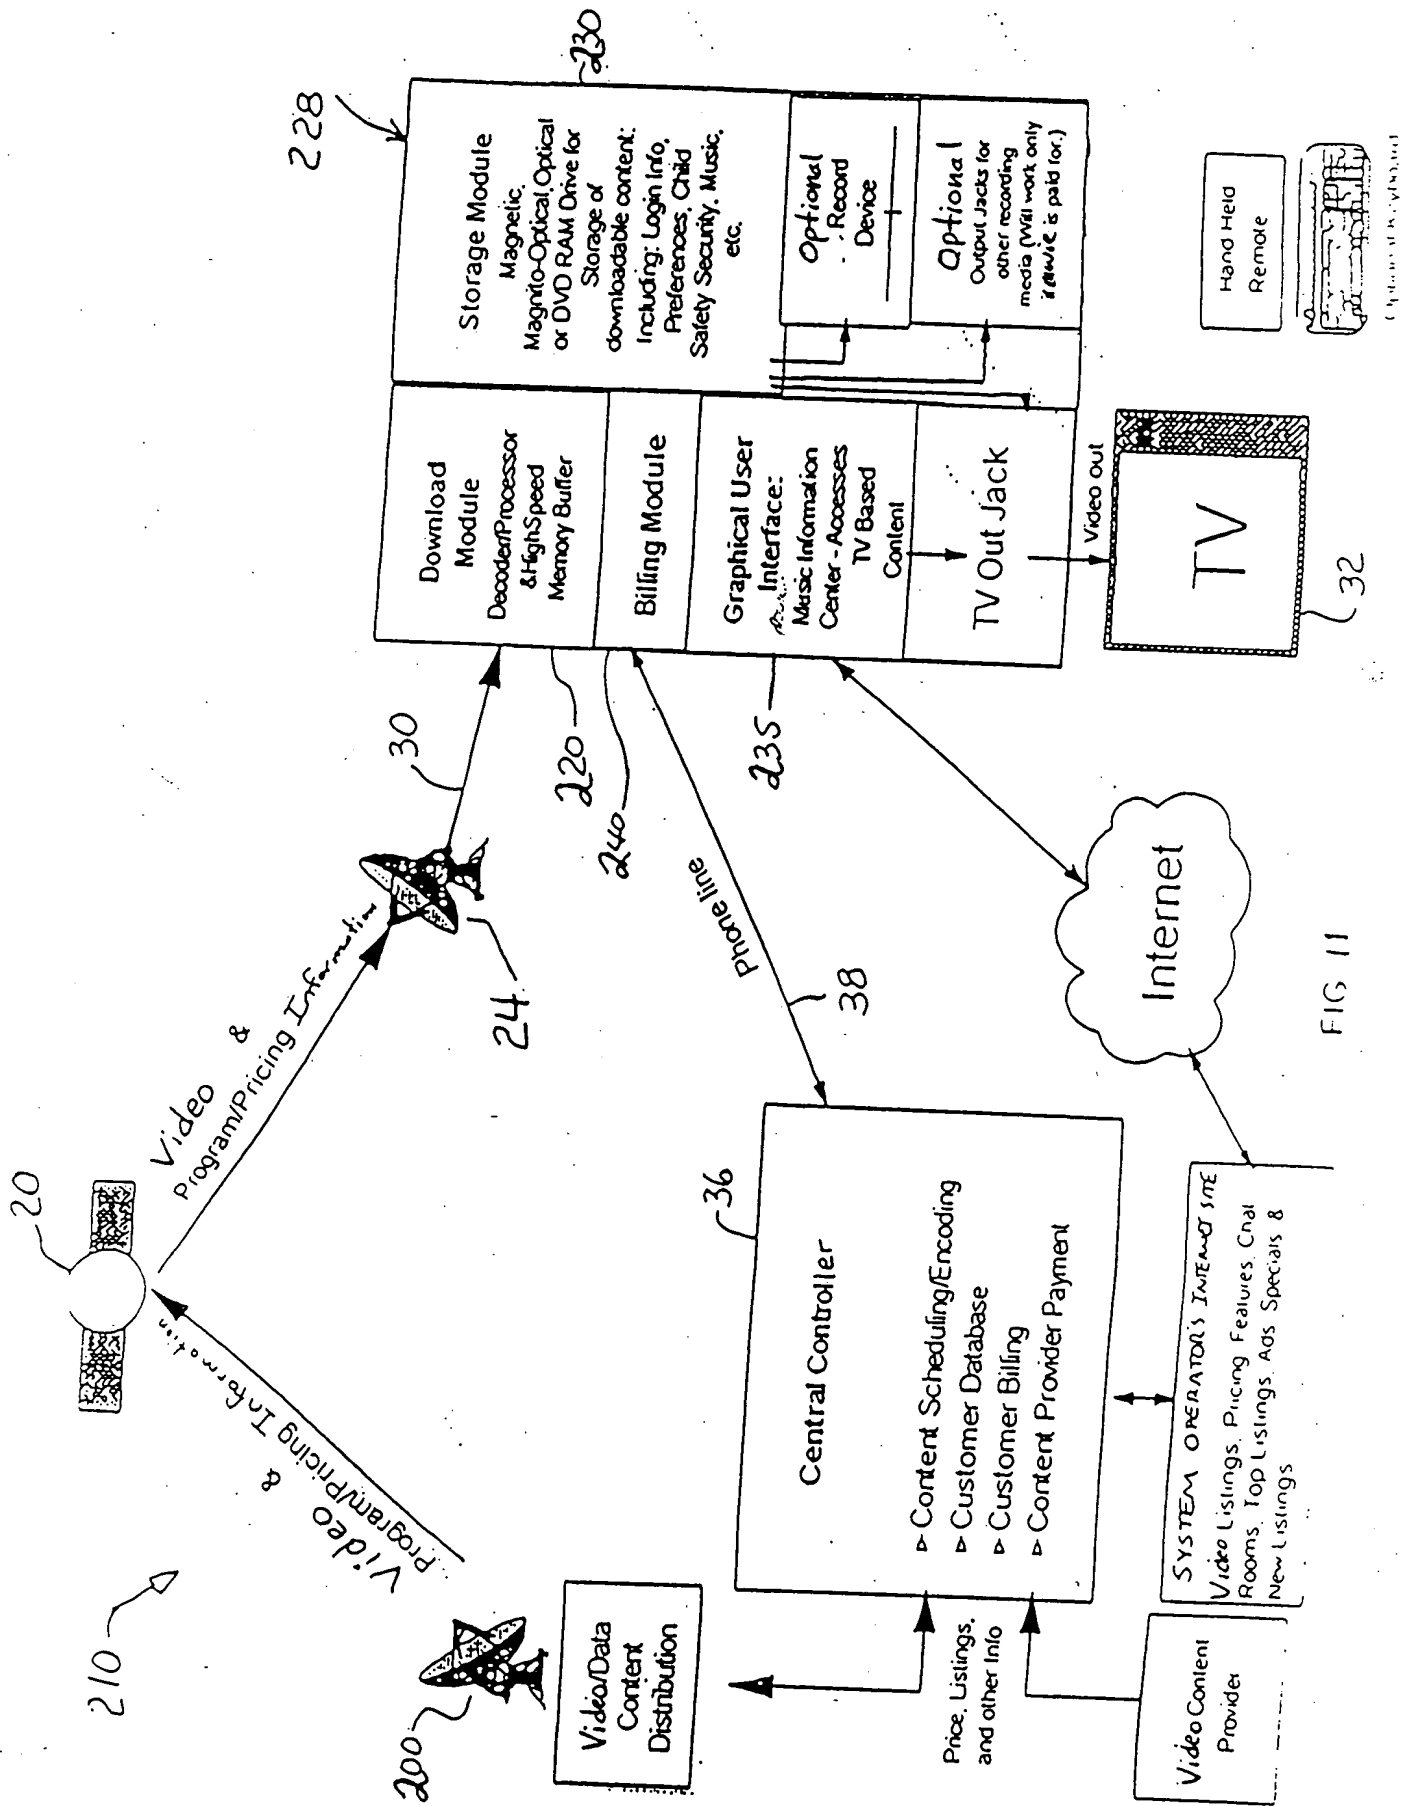 210
20
Video
&
Program/Pricing Information
Video
&
Program/Pricing Information
200
24
30
Video/Data
Content
Distribution
228
230
Download
Module
Decoder/Processor
& High Speed
Memory Buffer
Storage Module
Magnetic,
Magnito-Optical, Optical
or DVD RAM Drive for
Storage of
downloadable content:
Including: Login Info,
Preferences, Child
Safety Security, Music,
etc.
220
240
Billing Module
235
Graphical User
Interface:
Music Information
Center - Accesses
TV Based
Content
Optional
Record
Device
Optional
Output Jacks for
other recording
media (Will work only
is paid for.)
TV Out Jack
Video out
TV
32
Hand Held
Remote
Phone line
38
36
Central Controller
▷ Content Scheduling/Encoding
▷ Customer Database
▷ Customer Billing
▷ Content Provider Payment
Price, Listings,
and other Info
Video Content
Provider
SYSTEM OPERATOR'S INTERNET SITE
Video Listings, Pricing Features, Chat
Rooms, Top Listings, Ads Specials &
New Listings
Internet
FIG 11